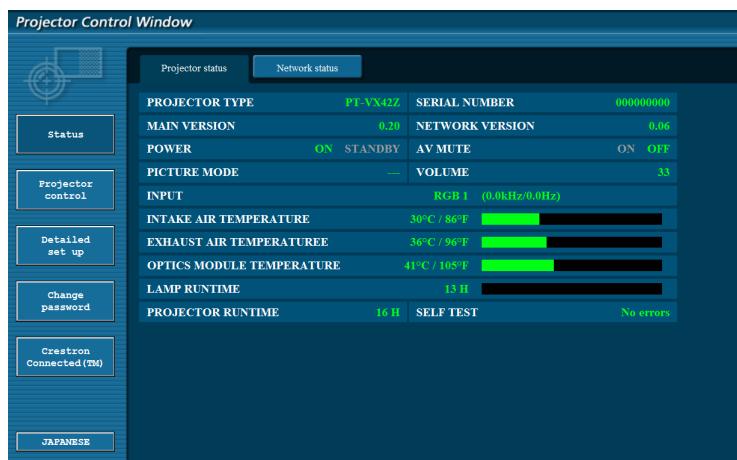 Projector Control Window
Projector status Network status
PROJECTOR TYPE PT-VX42Z SERIAL NUMBER 000000000
MAIN VERSION 0.20 NETWORK VERSION 0.06
POWER ON STANDBY AV MUTE ON OFF
PICTURE MODE --- VOLUME 33
INPUT RGB 1 (0.0kHz/0.0Hz)
INTAKE AIR TEMPERATURE 30°C / 86°F
EXHAUST AIR TEMPERATUREE 36°C / 96°F
OPTICS MODULE TEMPERATURE 41°C / 105°F
LAMP RUNTIME 13 H
PROJECTOR RUNTIME 16 H SELF TEST No errors
Status
Projector
control
Detailed
set up
Change
password
Crestron
Connected(TM)
JAPANESE